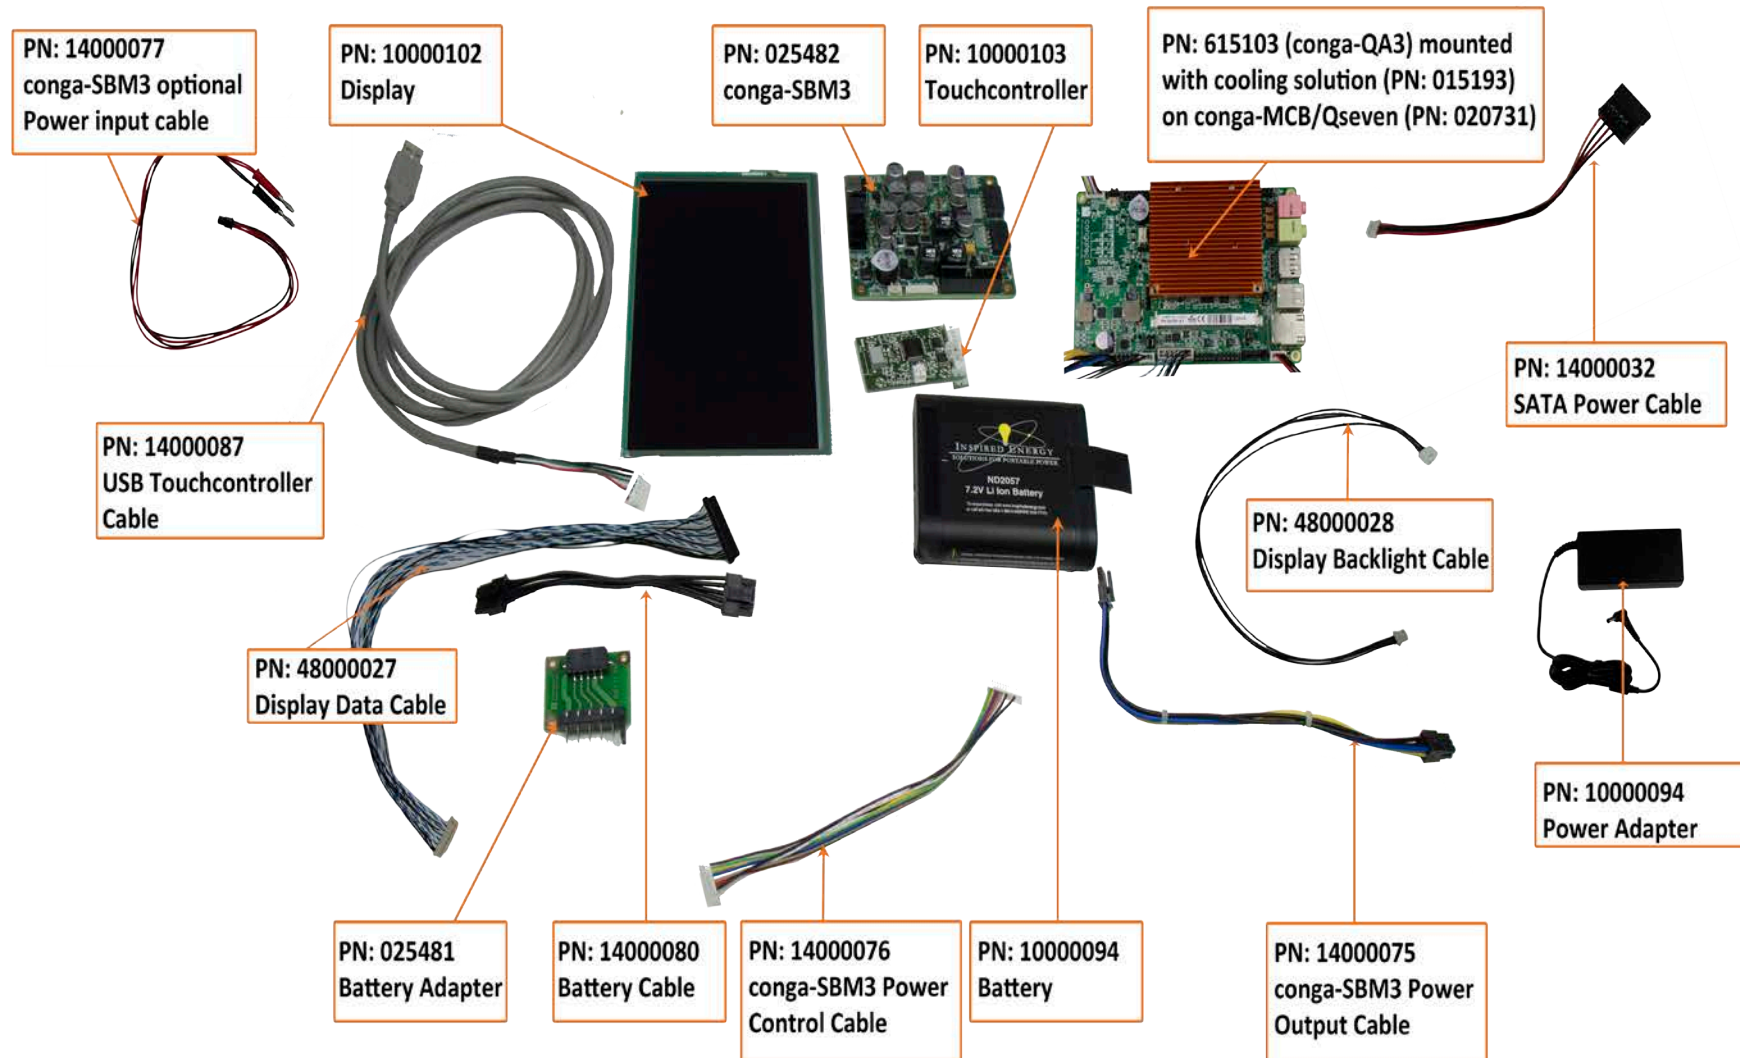 PN: 14000077
conga-SBM3 optional
Power input cable
PN: 10000102
Display
PN: 025482
conga-SBM3
PN: 10000103
Touchcontroller
PN: 615103 (conga-QA3) mounted
with cooling solution (PN: 015193)
on conga-MCB/Qseven (PN: 020731)
PN: 14000032
SATA Power Cable
PN: 14000087
USB Touchcontroller
Cable
INSPIRED ENERGY
SOLUTIONS FOR PORTABLE POWER
ND2057
7.2V Li Ion Battery
PN: 48000028
Display Backlight Cable
PN: 48000027
Display Data Cable
PN: 10000094
Power Adapter
PN: 025481
Battery Adapter
PN: 14000080
Battery Cable
PN: 14000076
conga-SBM3 Power
Control Cable
PN: 10000094
Battery
PN: 14000075
conga-SBM3 Power
Output Cable